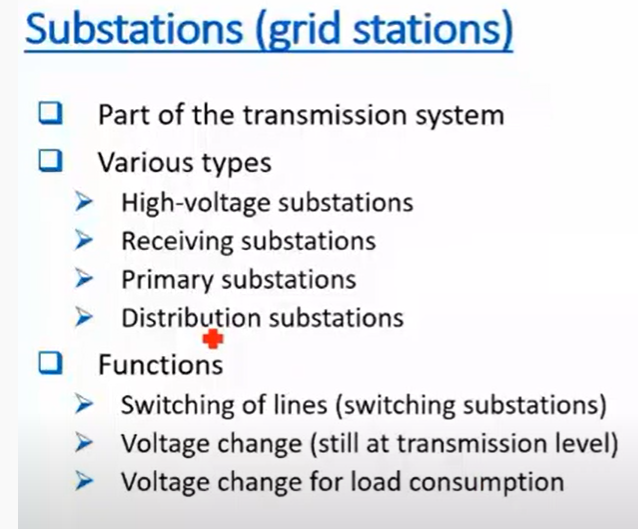 Substations (grid stations)
Part of the transmission system
Various types
High-voltage substations
Receiving substations
Primary substations
Distribution substations
Functions
Switching of lines (switching substations)
Voltage change (still at transmission level)
Voltage change for load consumption